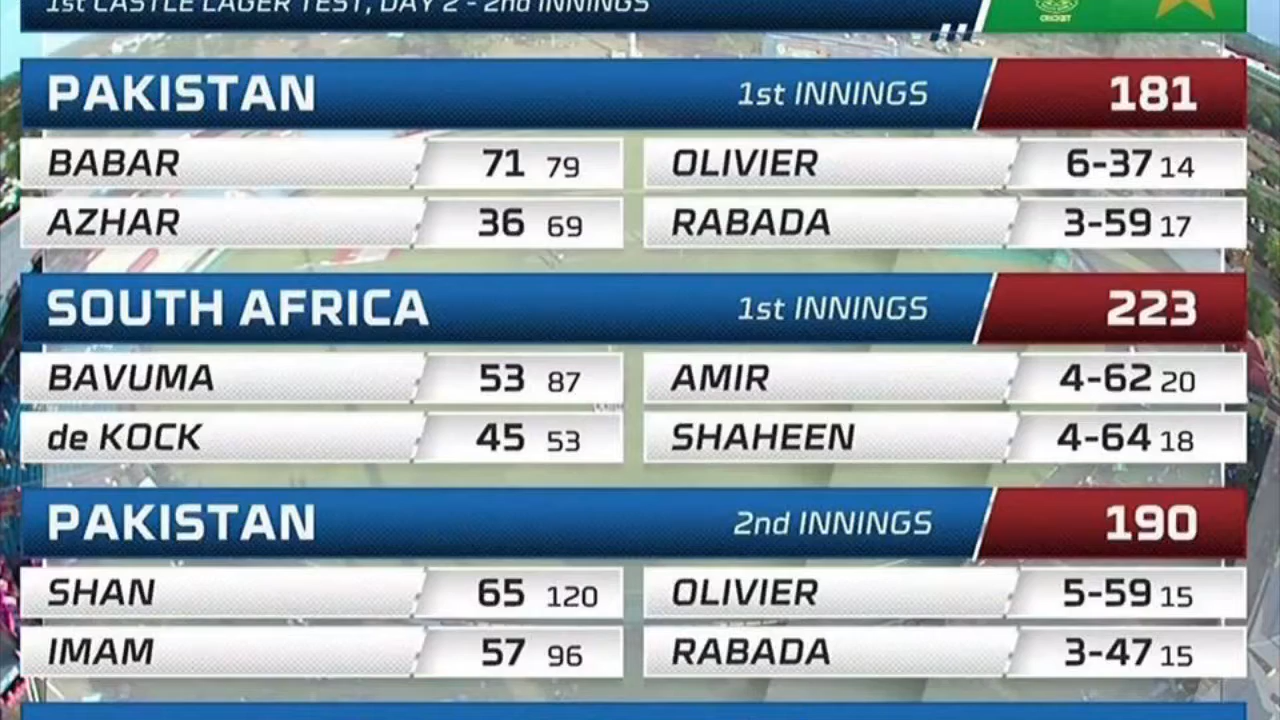 1st CASTLE LAGER TEST, DAY 2 - 2nd INNINGS
CRICKET
PAKISTAN 1st INNINGS 181
BABAR 71 79 OLIVIER 6-37 14
AZHAR 36 69 RABADA 3-59 17
SOUTH AFRICA 1st INNINGS 223
BAVUMA 53 87 AMIR 4-62 20
de KOCK 45 53 SHAHEEN 4-64 18
PAKISTAN 2nd INNINGS 190
SHAN 65 120 OLIVIER 5-59 15
IMAM 57 96 RABADA 3-47 15